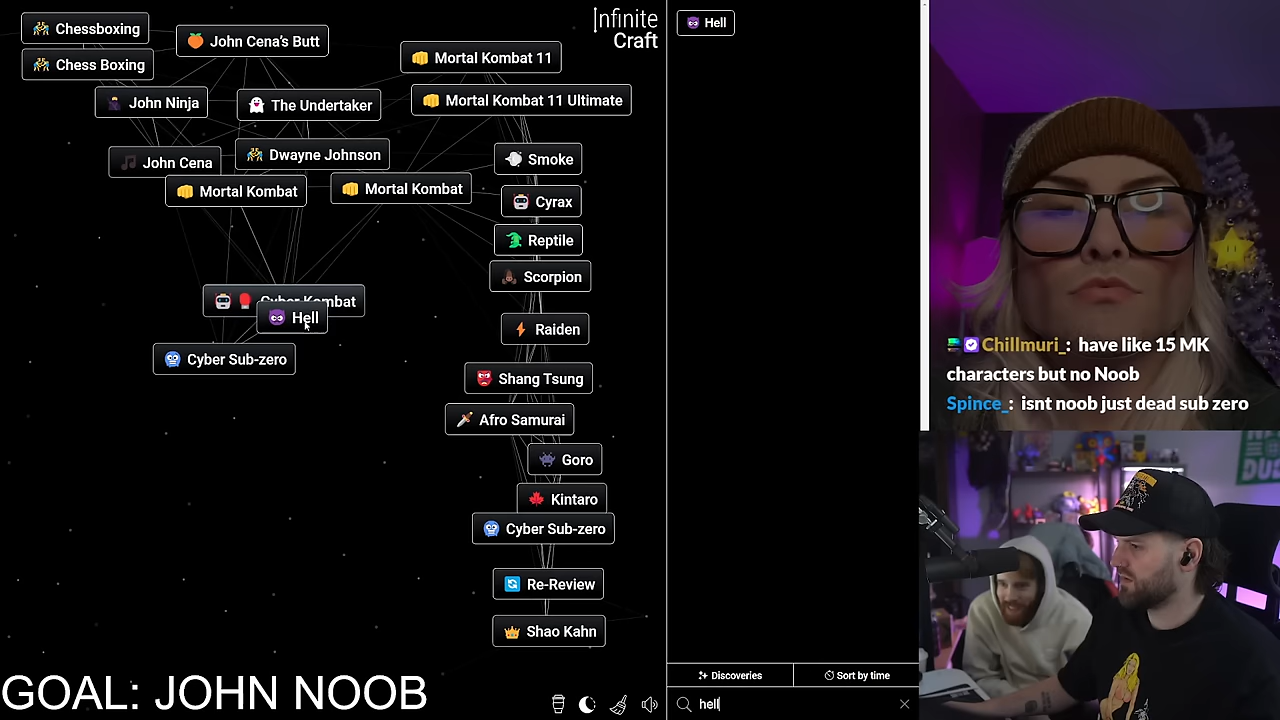 Chessboxing
Chess Boxing
John Cena's Butt
Mortal Kombat 11
Infinite
Craft
Mortal Kombat 11 Ultimate
John Ninja
The Undertaker
John Cena
Dwayne Johnson
Mortal Kombat
Mortal Kombat
Smoke
Cyrax
Reptile
Scorpion
Cyber Kombat
Hell
Cyber Sub-zero
Raiden
Shang Tsung
Afro Samurai
Goro
Kintaro
Cyber Sub-zero
Re-Review
Shao Kahn
GOAL: JOHN NOOB
Hell
Discoveries
Sort by time
hell
Chillmuri_: have like 15 MK
characters but no Noob
Spince_: isnt noob just dead sub zero